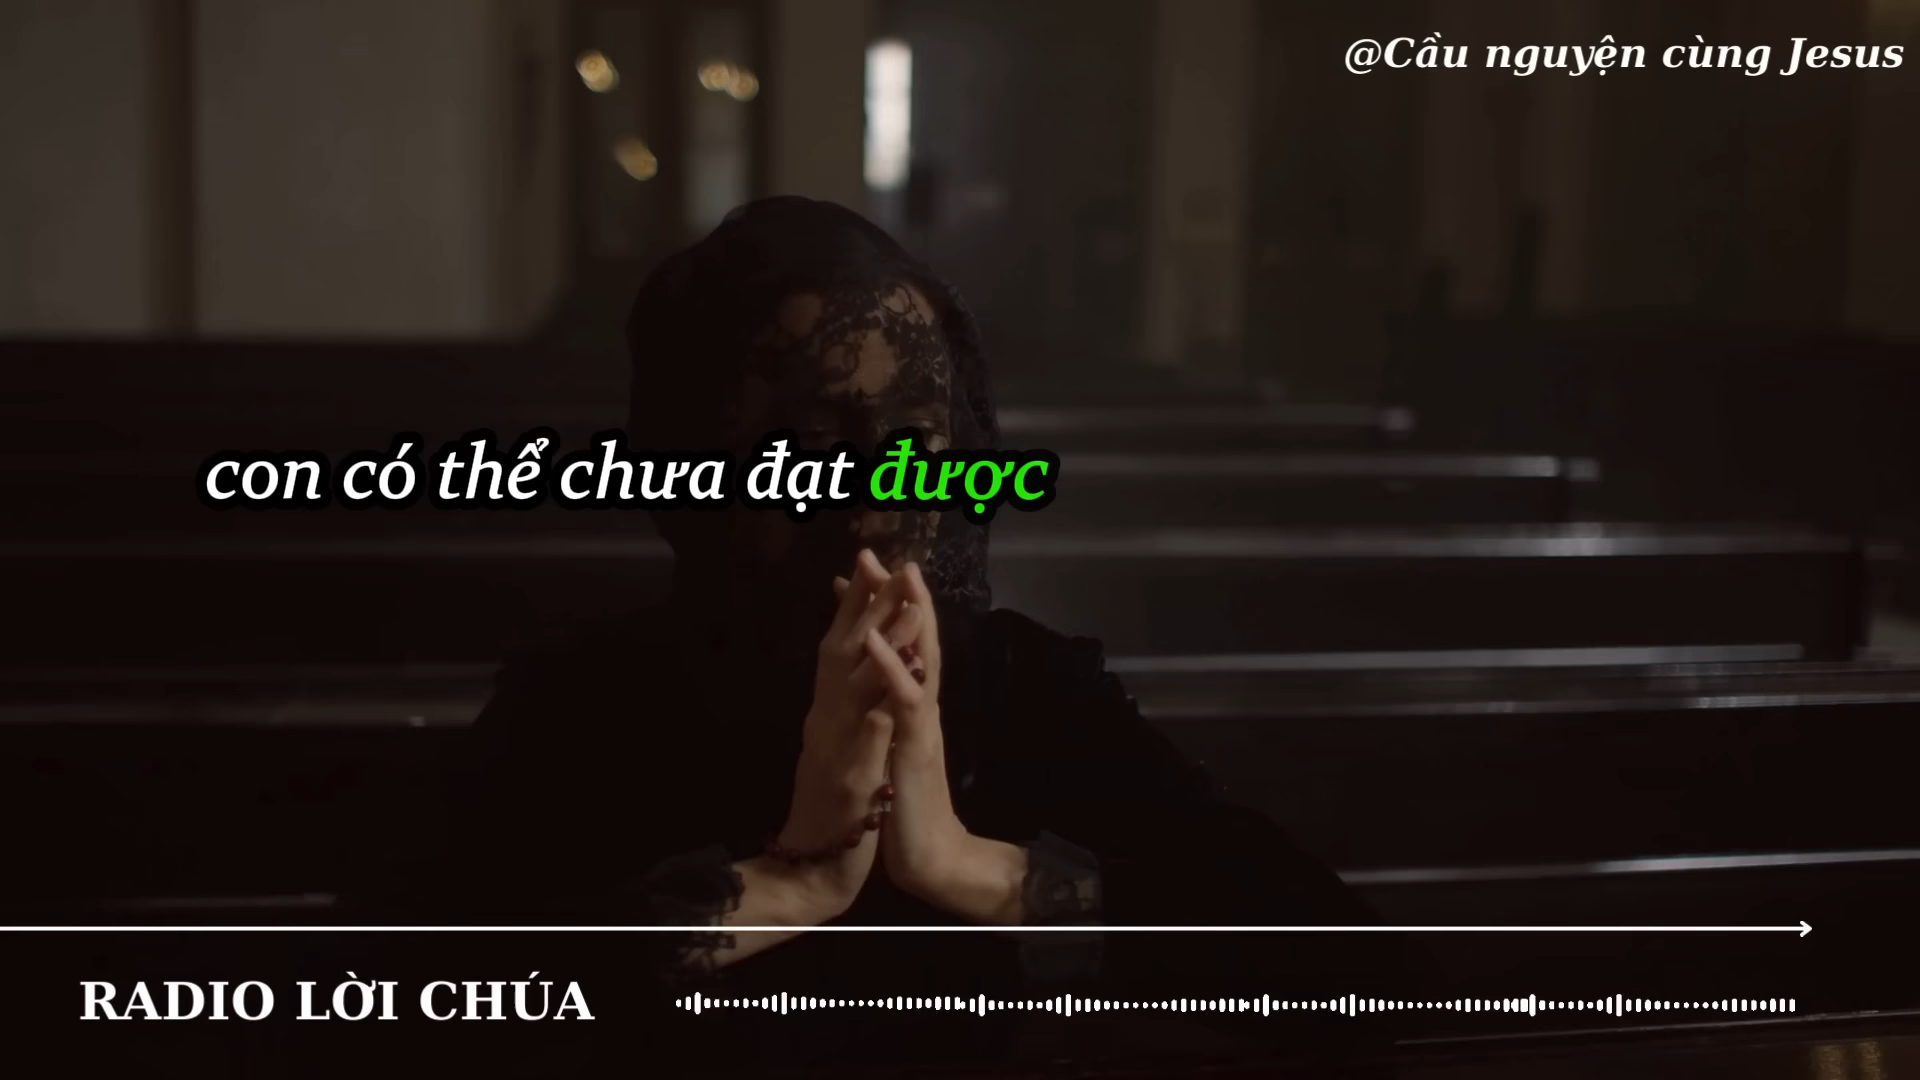 @Cầu nguyện cùng Jesus
con có thể chưa đạt được
RADIO LỜI CHÚA